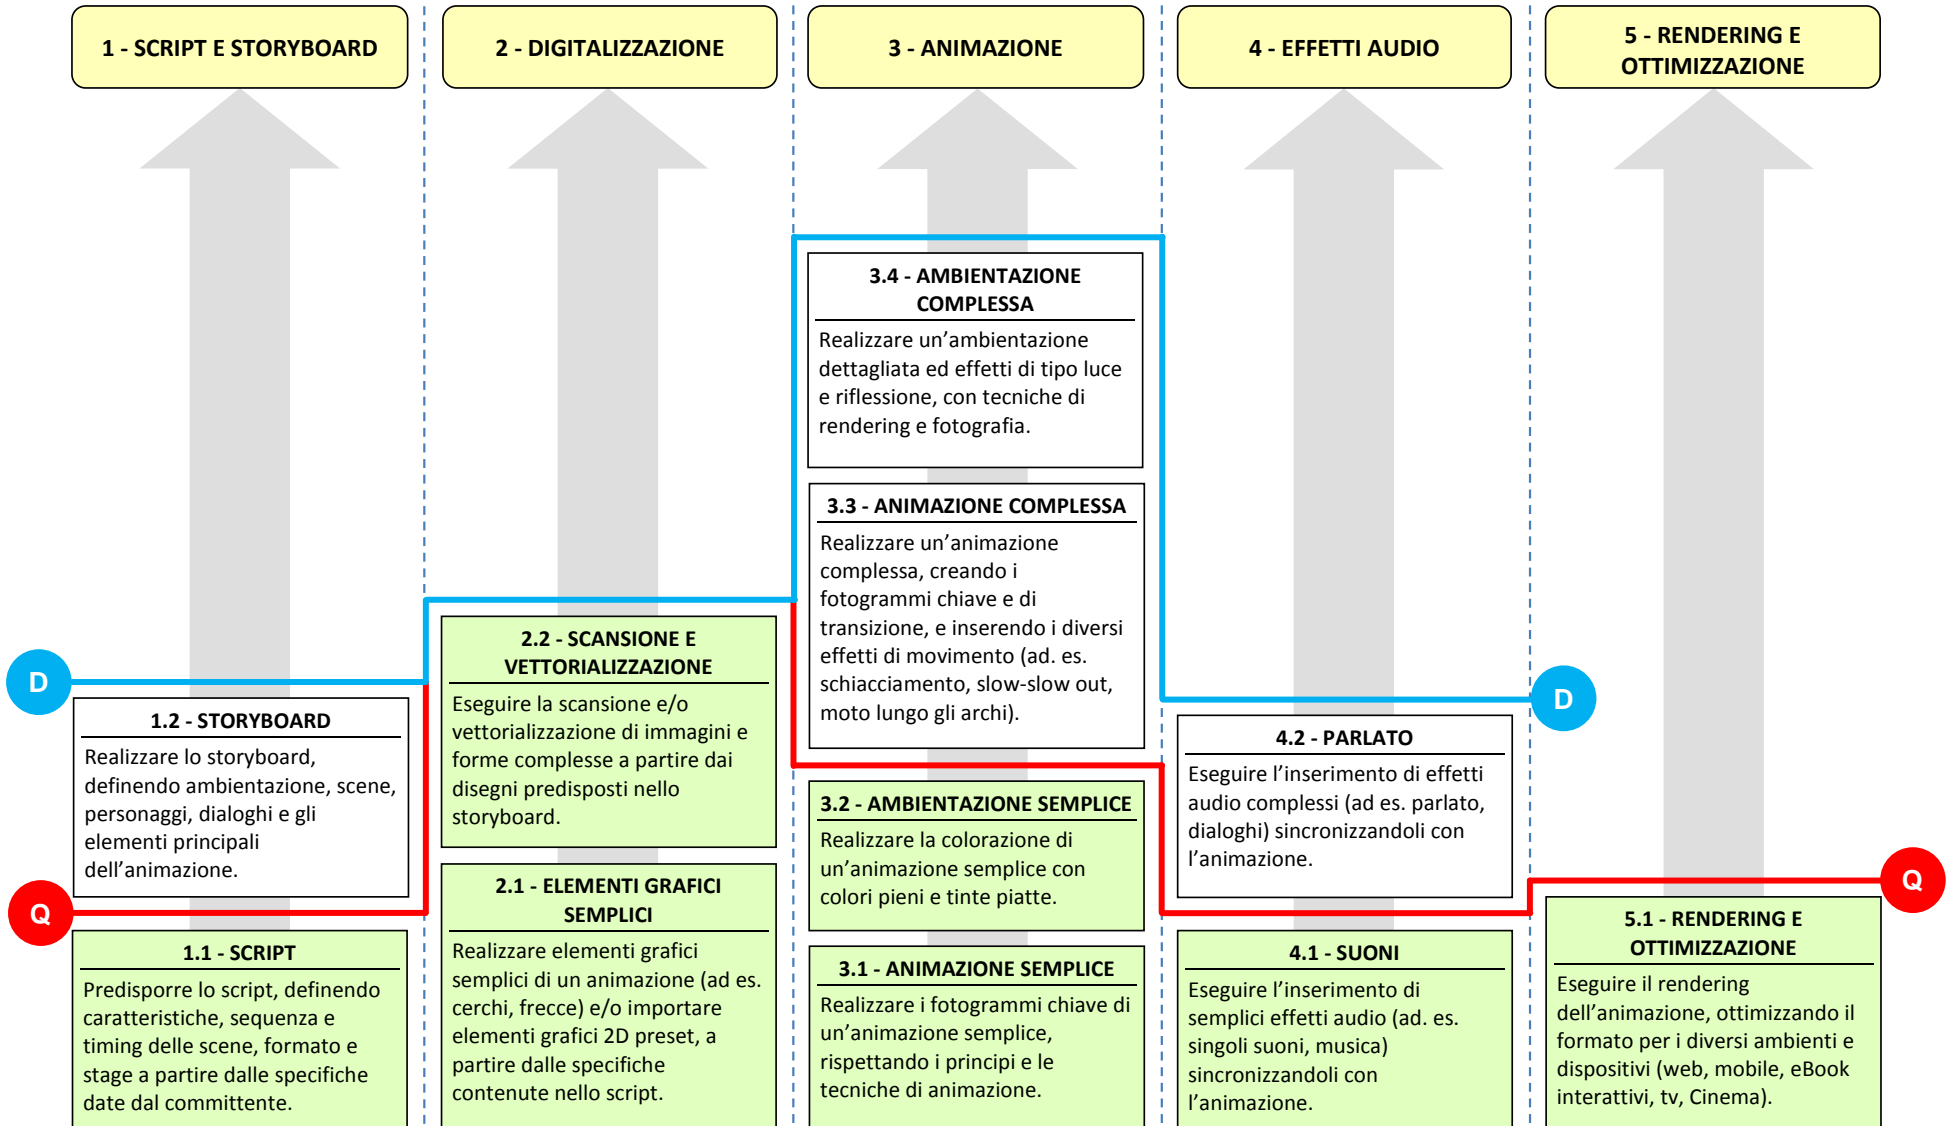 1 - SCRIPT E STORYBOARD
2 - DIGITALIZZAZIONE
3 - ANIMAZIONE
4 - EFFETTI AUDIO
5 - RENDERING E
OTTIMIZZAZIONE
D
1.2 - STORYBOARD
Realizzare lo storyboard,
definendo ambientazione, scene,
personaggi, dialoghi e gli
elementi principali
dell’animazione.
Q
1.1 - SCRIPT
Predisporre lo script, definendo
caratteristiche, sequenza e
timing delle scene, formato e
stage a partire dalle specifiche
date dal committente.
2.2 - SCANSIONE E
VETTORIALIZZAZIONE
Eseguire la scansione e/o
vettorializzazione di immagini e
forme complesse a partire dai
disegni predisposti nello
storyboard.
2.1 - ELEMENTI GRAFICI
SEMPLICI
Realizzare elementi grafici
semplici di un animazione (ad es.
cerchi, frecce) e/o importare
elementi grafici 2D preset, a
partire dalle specifiche
contenute nello script.
3.4 - AMBIENTAZIONE
COMPLESSA
Realizzare un’ambientazione
dettagliata ed effetti di tipo luce
e riflessione, con tecniche di
rendering e fotografia.
3.3 - ANIMAZIONE COMPLESSA
Realizzare un’animazione
complessa, creando i
fotogrammi chiave e di
transizione, e inserendo i diversi
effetti di movimento (ad. es.
schiacciamento, slow-slow out,
moto lungo gli archi).
3.2 - AMBIENTAZIONE SEMPLICE
Realizzare la colorazione di
un’animazione semplice con
colori pieni e tinte piatte.
3.1 - ANIMAZIONE SEMPLICE
Realizzare i fotogrammi chiave di
un’animazione semplice,
rispettando i principi e le
tecniche di animazione.
D
4.2 - PARLATO
Eseguire l’inserimento di effetti
audio complessi (ad es. parlato,
dialoghi) sincronizzandoli con
l’animazione.
4.1 - SUONI
Eseguire l’inserimento di
semplici effetti audio (ad. es.
singoli suoni, musica)
sincronizzandoli con
l’animazione.
Q
5.1 - RENDERING E
OTTIMIZZAZIONE
Eseguire il rendering
dell’animazione, ottimizzando il
formato per i diversi ambienti e
dispositivi (web, mobile, eBook
interattivi, tv, Cinema).